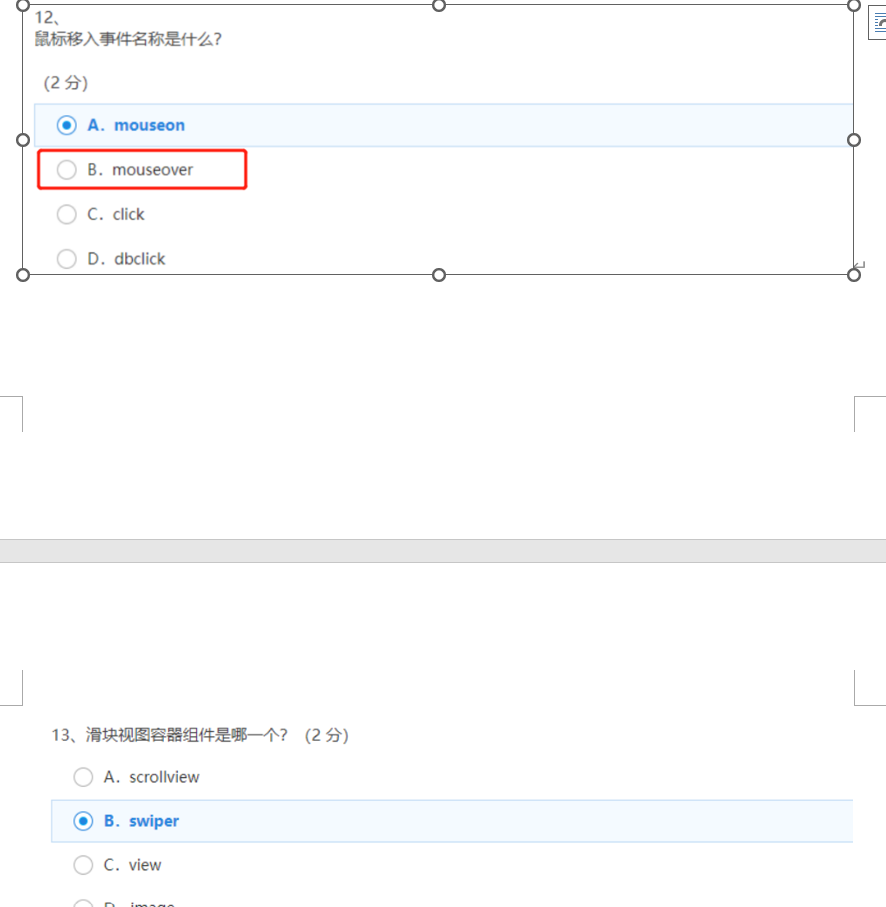 12、
鼠标移入事件名称是什么?
(2 分)
A. mouseon
B. mouseover
C. click
D. dbclick
13、滑块视图容器组件是哪一个? (2 分)
A. scrollview
B. swiper
C. view
D. image